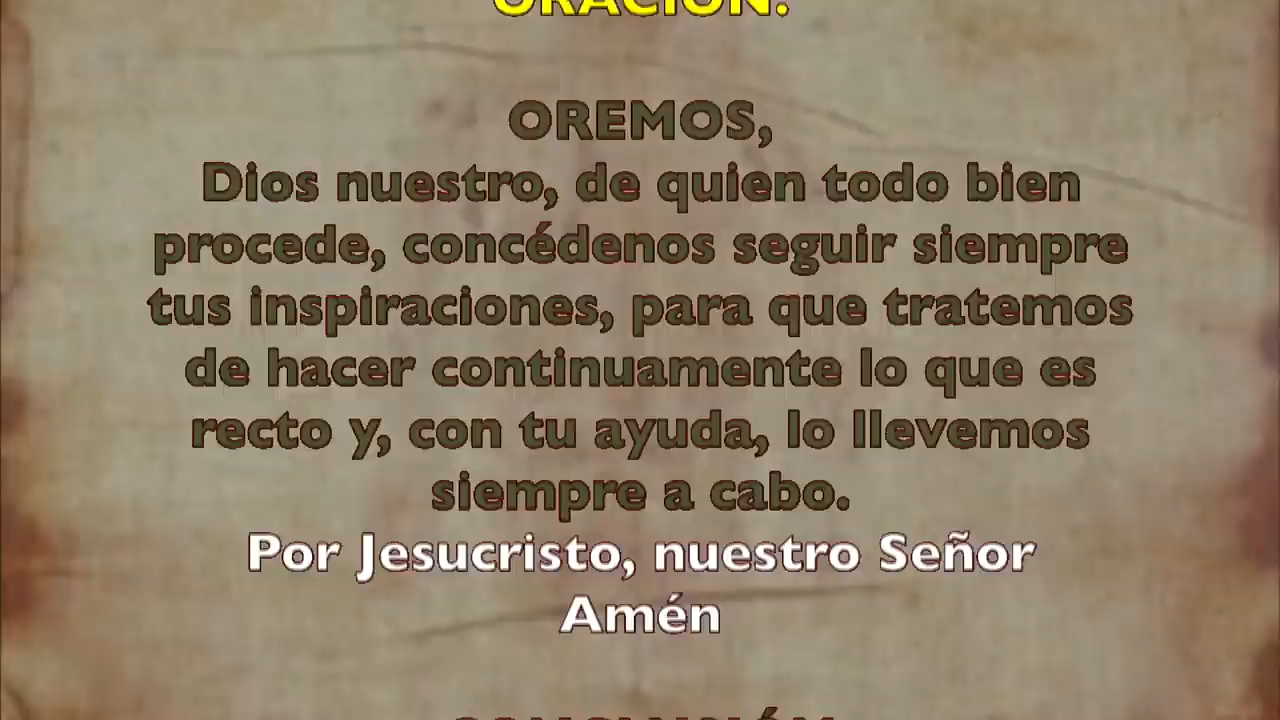 ORACIÓN:
OREMOS,
Dios nuestro, de quien todo bien
procede, concédenos seguir siempre
tus inspiraciones, para que tratemos
de hacer continuamente lo que es
recto y, con tu ayuda, lo llevemos
siempre a cabo.
Por Jesucristo, nuestro Señor
Amén